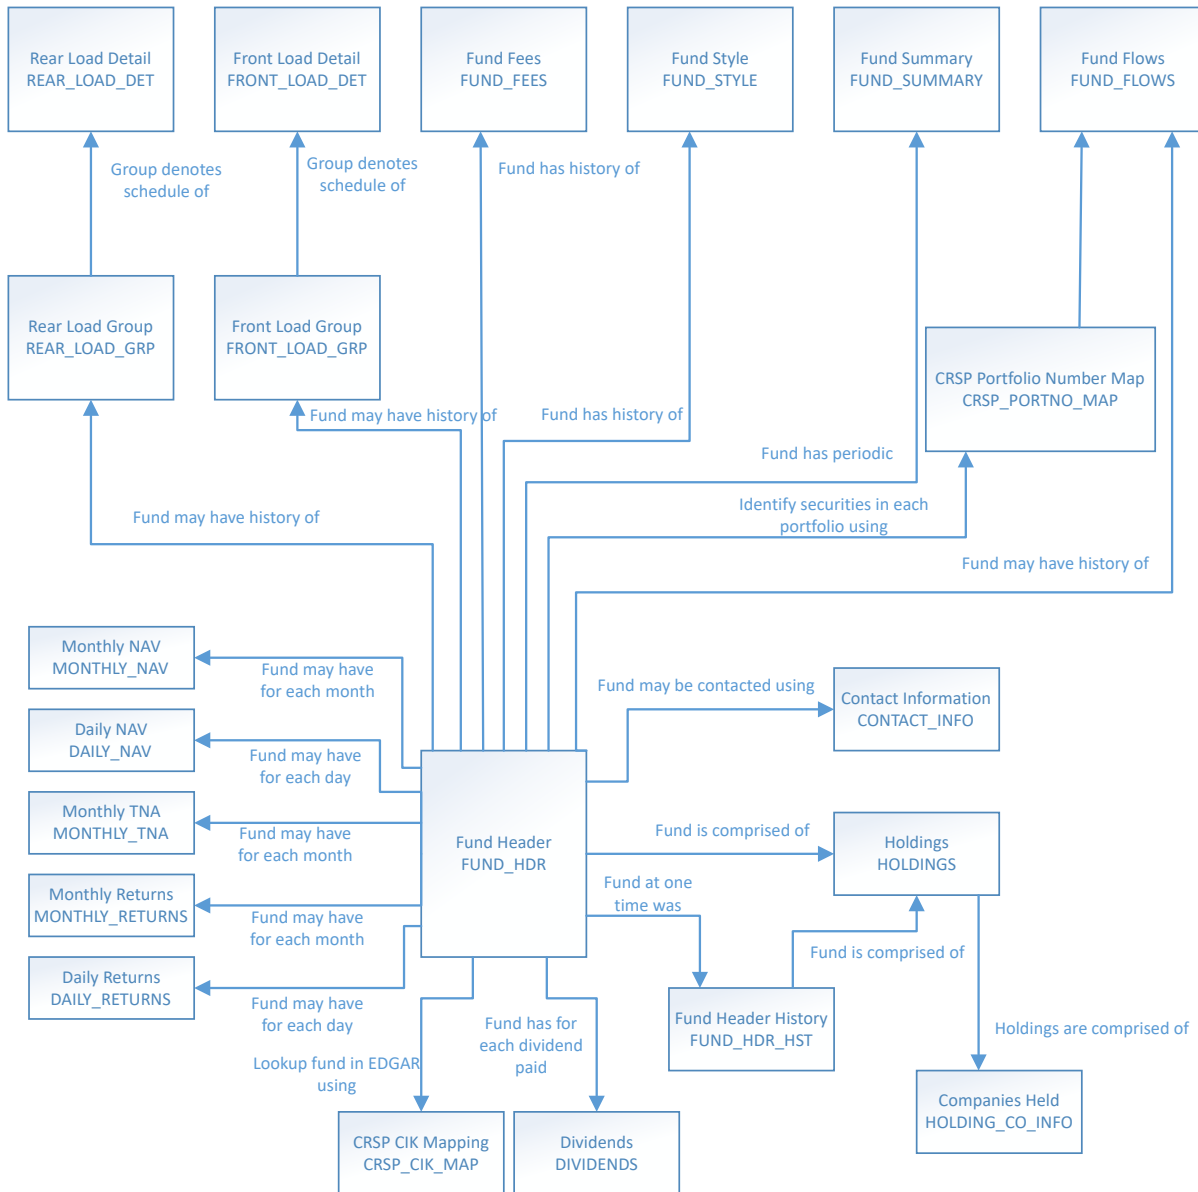 Rear Load Detail
REAR_LOAD_DET
Front Load Detail
FRONT_LOAD_DET
Fund Fees
FUND_FEES
Fund Style
FUND_STYLE
Fund Summary
FUND_SUMMARY
Fund Flows
FUND_FLOWS
Group denotes
schedule of
Group denotes
schedule of
Fund has history of
Rear Load Group
REAR_LOAD_GRP
Front Load Group
FRONT_LOAD_GRP
CRSP Portfolio Number Map
CRSP_PORTNO_MAP
Fund may have history of
Fund has history of
Fund has periodic
Fund may have history of
Identify securities in each
portfolio using
Fund may have history of
Monthly NAV
MONTHLY_NAV
Fund may have
for each month
Fund may be contacted using
Contact Information
CONTACT_INFO
Daily NAV
DAILY_NAV
Fund may have
for each day
Monthly TNA
MONTHLY_TNA
Fund may have
for each month
Fund Header
FUND_HDR
Fund is comprised of
Holdings
HOLDINGS
Monthly Returns
MONTHLY_RETURNS
Fund may have
for each month
Fund at one
time was
Fund is comprised of
Daily Returns
DAILY_RETURNS
Fund may have
for each day
Fund has for
each dividend
paid
Fund Header History
FUND_HDR_HST
Holdings are comprised of
Lookup fund in EDGAR
using
Companies Held
HOLDING_CO_INFO
CRSP CIK Mapping
CRSP_CIK_MAP
Dividends
DIVIDENDS